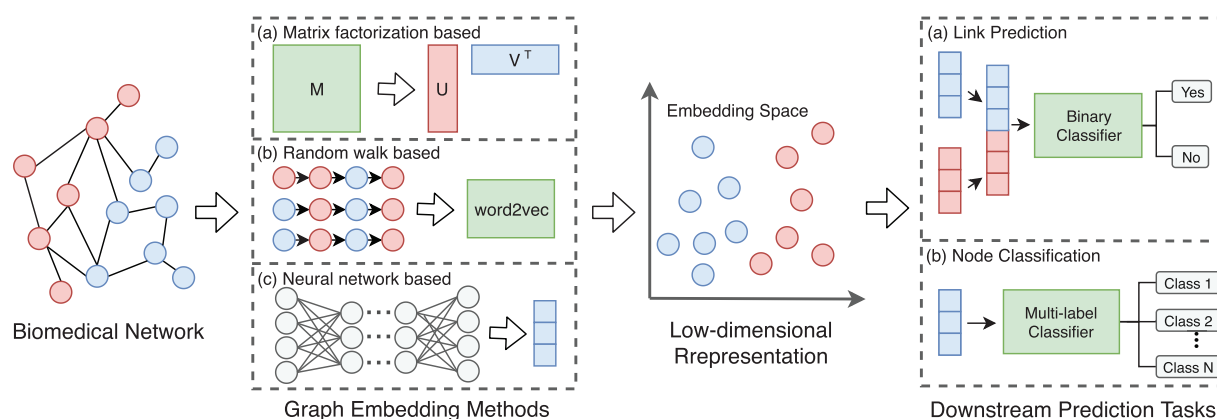 Biomedical Network
(a) Matrix factorization based
M
U
V T
(b) Random walk based
word2vec
(c) Neural network based
Graph Embedding Methods
Embedding Space
Low-dimensional
Rrepresentation
(a) Link Prediction
Binary
Classifier
Yes
No
(b) Node Classification
Multi-label
Classifier
Class 1
Class 2
Class N
Downstream Prediction Tasks